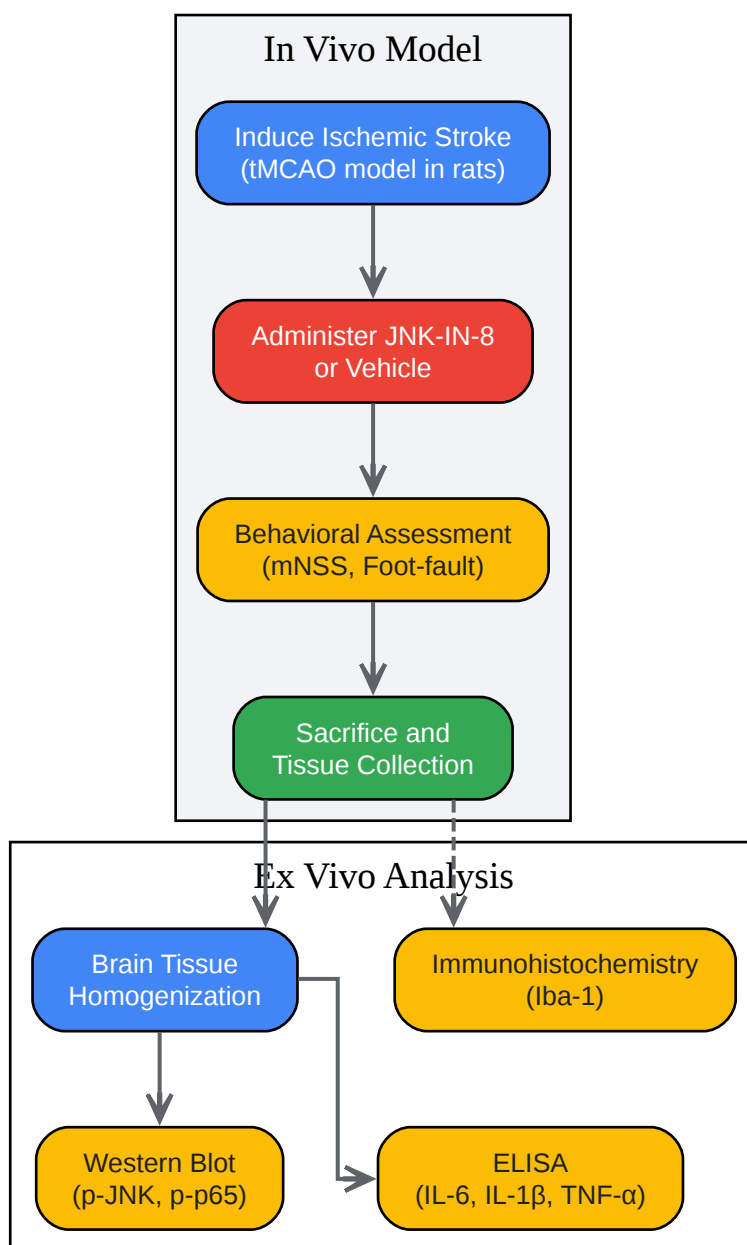 In Vivo Model
Induce Ischemic Stroke
(tMCAO model in rats)
Administer JNK-IN-8
or Vehicle
Behavioral Assessment
(mNSS, Foot-fault)
Sacrifice and
Tissue Collection
Ex Vivo Analysis
Brain Tissue
Homogenization
Immunohistochemistry
(Iba-1)
Western Blot
(p-JNK, p-p65)
ELISA
(IL-6, IL-1β, TNF-α)